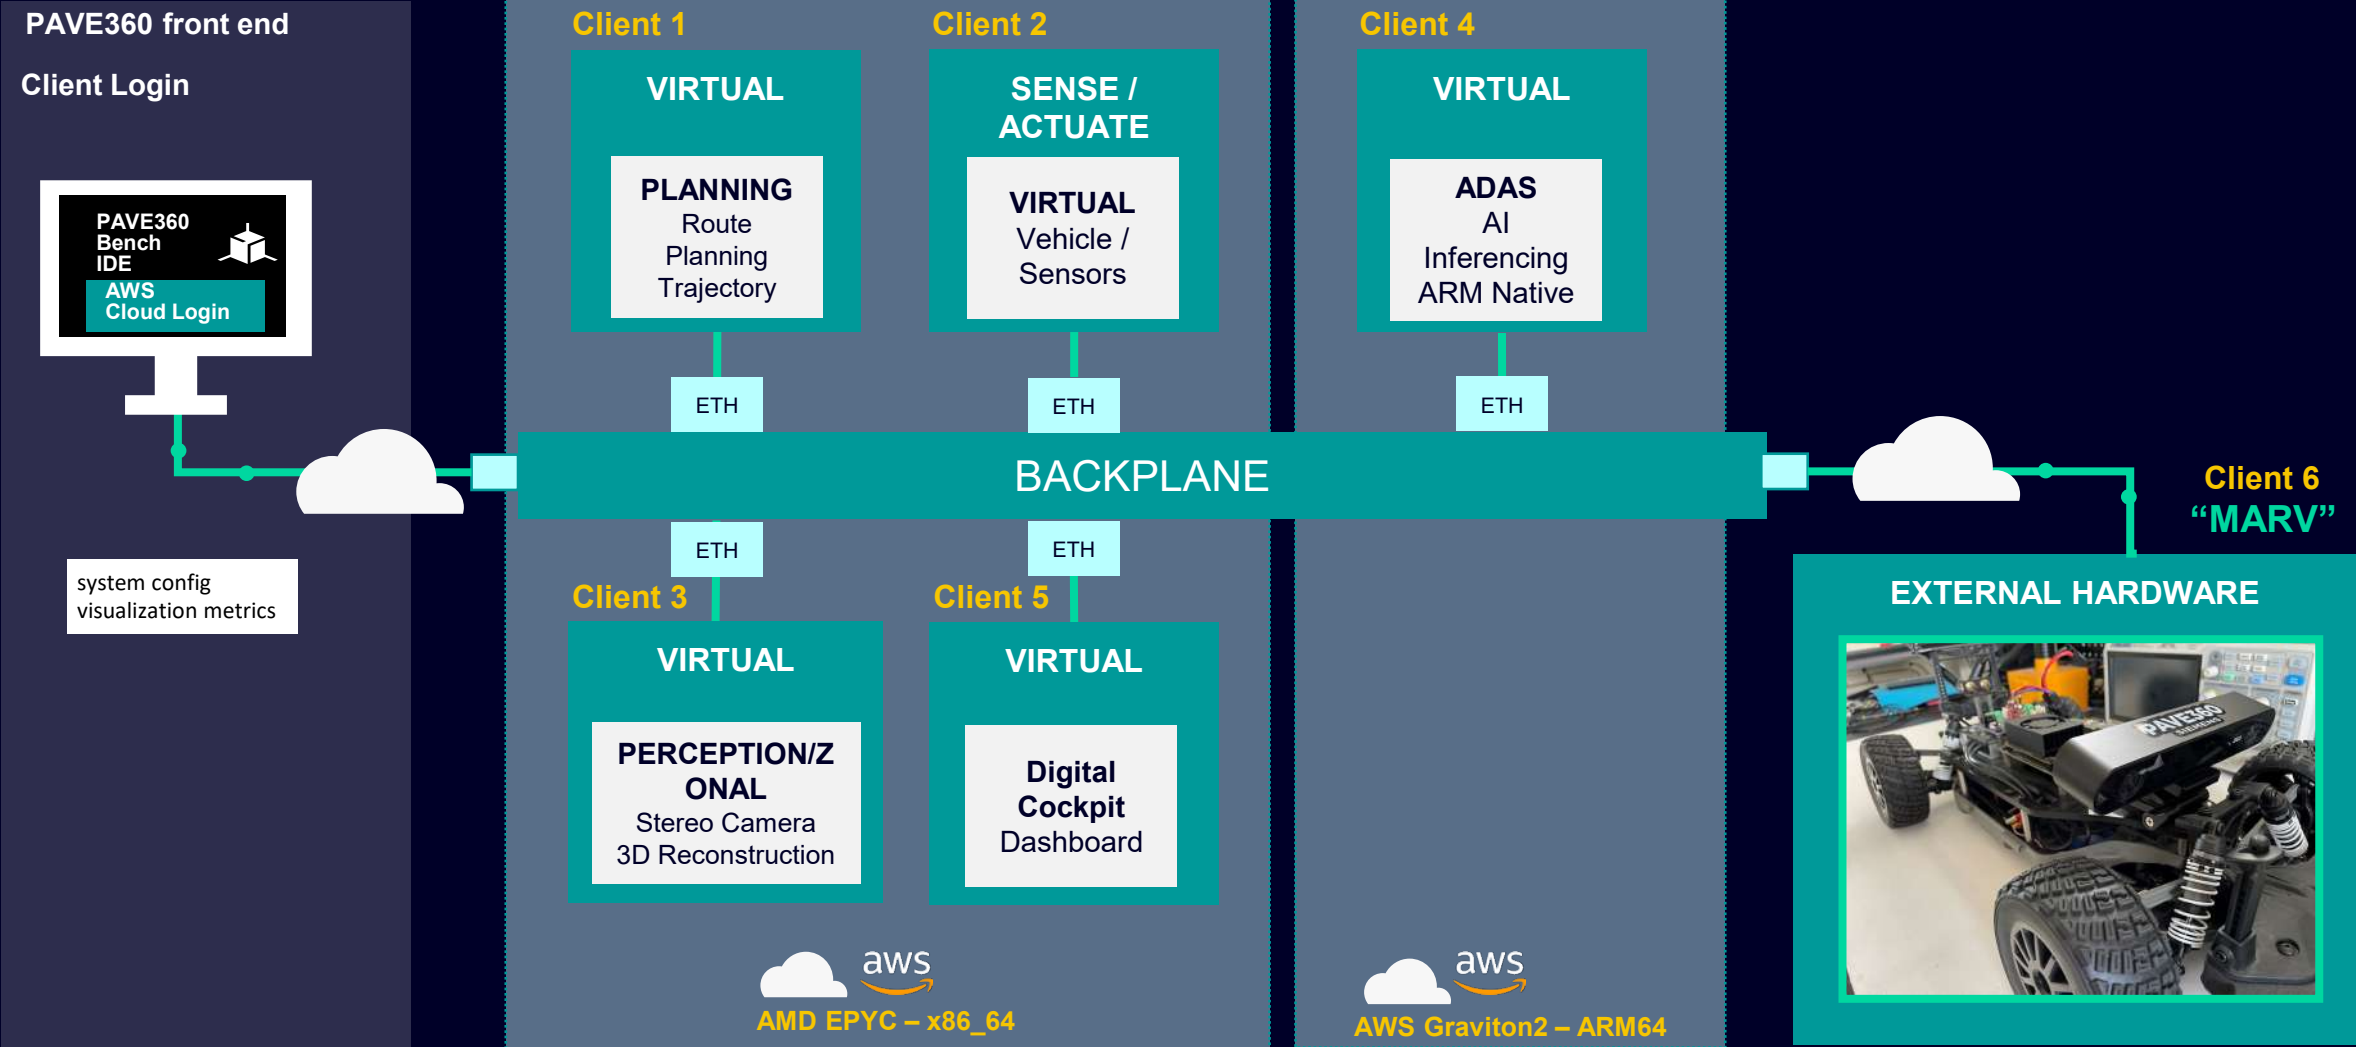 PAVE360 front end
Client Login
PAVE360
Bench
IDE
AWS
Cloud Login
system config
visualization metrics
Client 1
VIRTUAL
PLANNING
Route
Planning
Trajectory
ETH
Client 2
SENSE /
ACTUATE
VIRTUAL
Vehicle /
Sensors
ETH
Client 4
VIRTUAL
ADAS
AI
Inferencing
ARM Native
ETH
BACKPLANE
ETH
Client 3
VIRTUAL
PERCEPTION/Z
ONAL
Stereo Camera
3D Reconstruction
ETH
Client 5
VIRTUAL
Digital
Cockpit
Dashboard
aws
AMD EPYC – x86_64
aws
AWS Graviton2 – ARM64
Client 6
“MARV”
EXTERNAL HARDWARE
PAVE360
SIEMENS